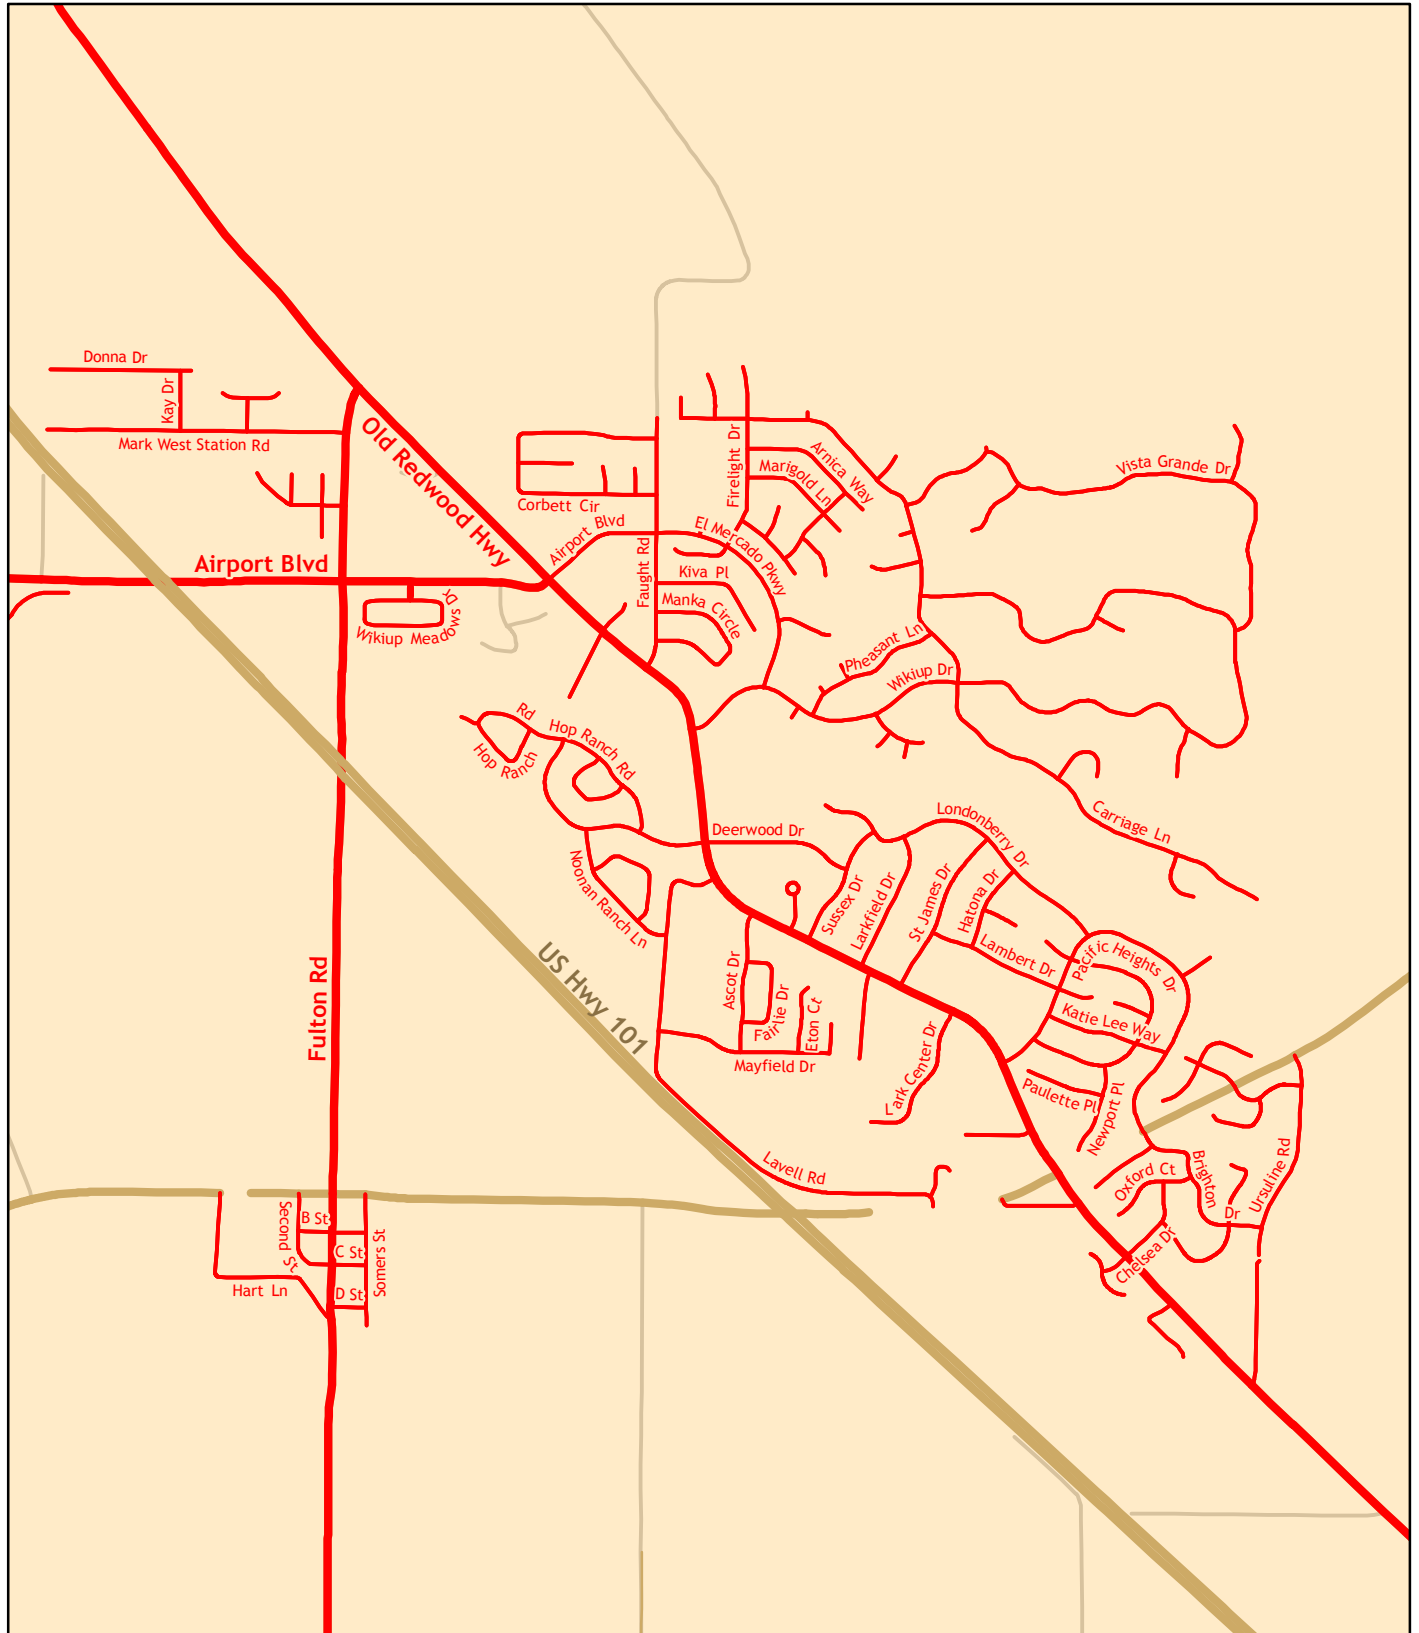 Donna Dr
Kay Dr
Mark West Station Rd
Old Redwood Hwy
Corbett Cir
Firelight Dr
Arnica Way
Marigold Ln
Vista Grande Dr
Airport Blvd
El Mercado Pkwy
Airport Blvd
Faught Rd
Kiva Pl
Manka Circle
Wikiup Meadows Dr
Pheasant Ln
Wikiup Dr
Rd
Hop Ranch
Hop Ranch Rd
Carriage Ln
Deerwood Dr
Londonberry Dr
Noonan Ranch Ln
Sussex Dr
Larkfield Dr
St James Dr
Hatona Dr
Lambert Dr
Pacific Heights Dr
US Hwy 101
Fulton Rd
Ascot Dr
Fairlie Dr
Eton Ct
Katie Lee Way
Mayfield Dr
Lark Center Dr
Paulette Pl
Newport Pl
Lavell Rd
Oxford Ct
Brighton
Dr
Ursuline Rd
Chelsea Dr
Second St
B St
C St
D St
Somers St
Hart Ln